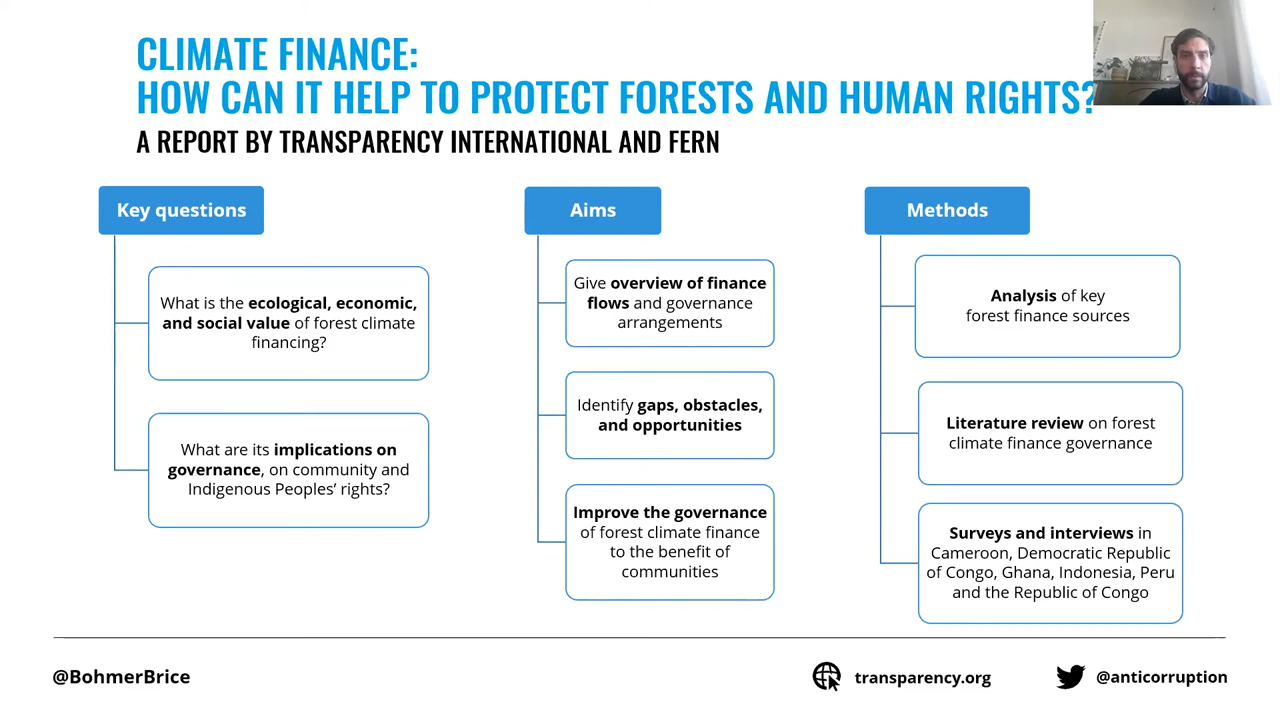 CLIMATE FINANCE:
HOW CAN IT HELP TO PROTECT FORESTS AND HUMAN RIGHTS?
A REPORT BY TRANSPARENCY INTERNATIONAL AND FERN
Key questions
What is the ecological, economic,
and social value of forest climate
financing?
What are its implications on
governance, on community and
Indigenous Peoples’ rights?
Aims
Give overview of finance
flows and governance
arrangements
Identify gaps, obstacles,
and opportunities
Improve the governance
of forest climate finance
to the benefit of
communities
Methods
Analysis of key
forest finance sources
Literature review on forest
climate finance governance
Surveys and interviews in
Cameroon, Democratic Republic
of Congo, Ghana, Indonesia, Peru
and the Republic of Congo
@BohmerBrice
transparency.org
@anticorruption